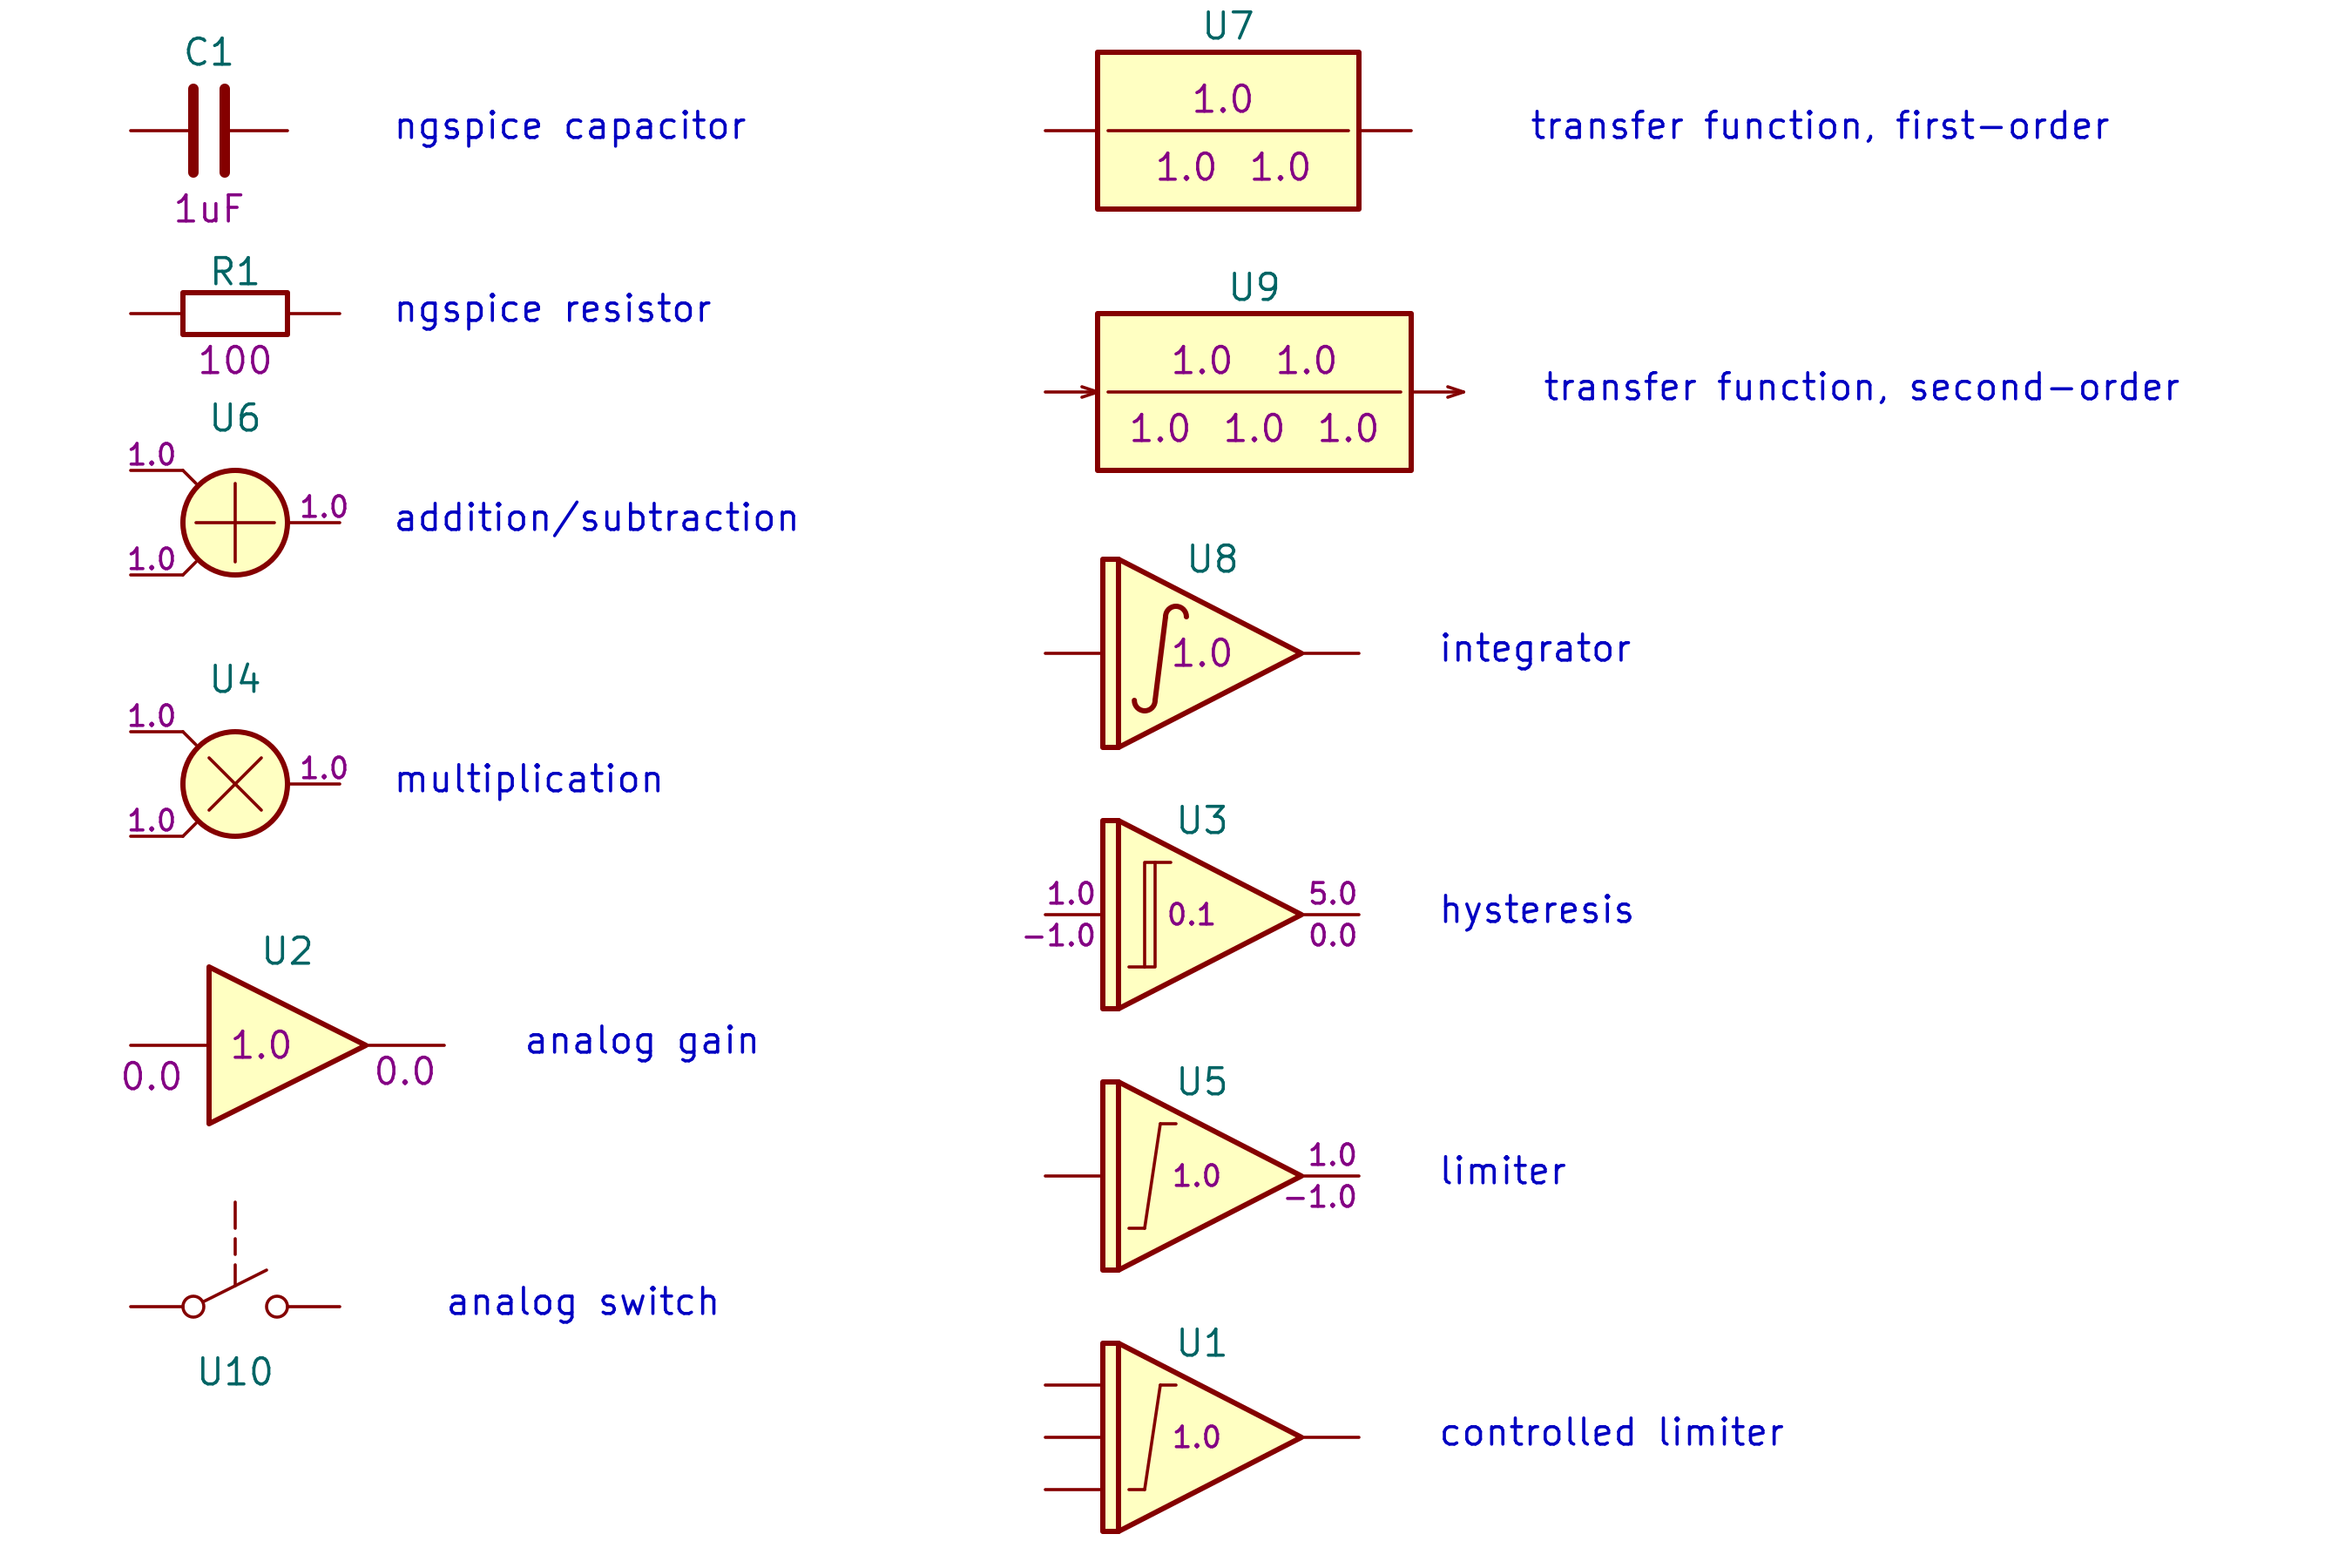 C1
ngspice capacitor
1uF
R1
ngspice resistor
100
U6
1.0
1.0
addition/subtraction
1.0
U4
1.0
1.0
multiplication
1.0
U2
1.0
analog gain
0.0
0.0
analog switch
U10
U7
1.0
transfer function, first-order
1.0 1.0
U9
1.0 1.0
transfer function, second-order
1.0 1.0 1.0
U8
1.0
integrator
U3
1.0
5.0
0.1
hysteresis
-1.0
0.0
U5
1.0
1.0
limiter
-1.0
U1
1.0
controlled limiter